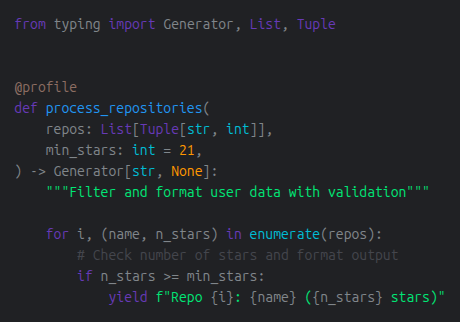 from typing import Generator, List, Tuple
@profile
def process_repositories(
    repos: List[Tuple[str, int]],
    min_stars: int = 21,
) -> Generator[str, None]:
    """Filter and format user data with validation"""
    for i, (name, n_stars) in enumerate(repos):
        # Check number of stars and format output
        if n_stars >= min_stars:
            yield f"Repo {i}: {name} ({n_stars} stars)"